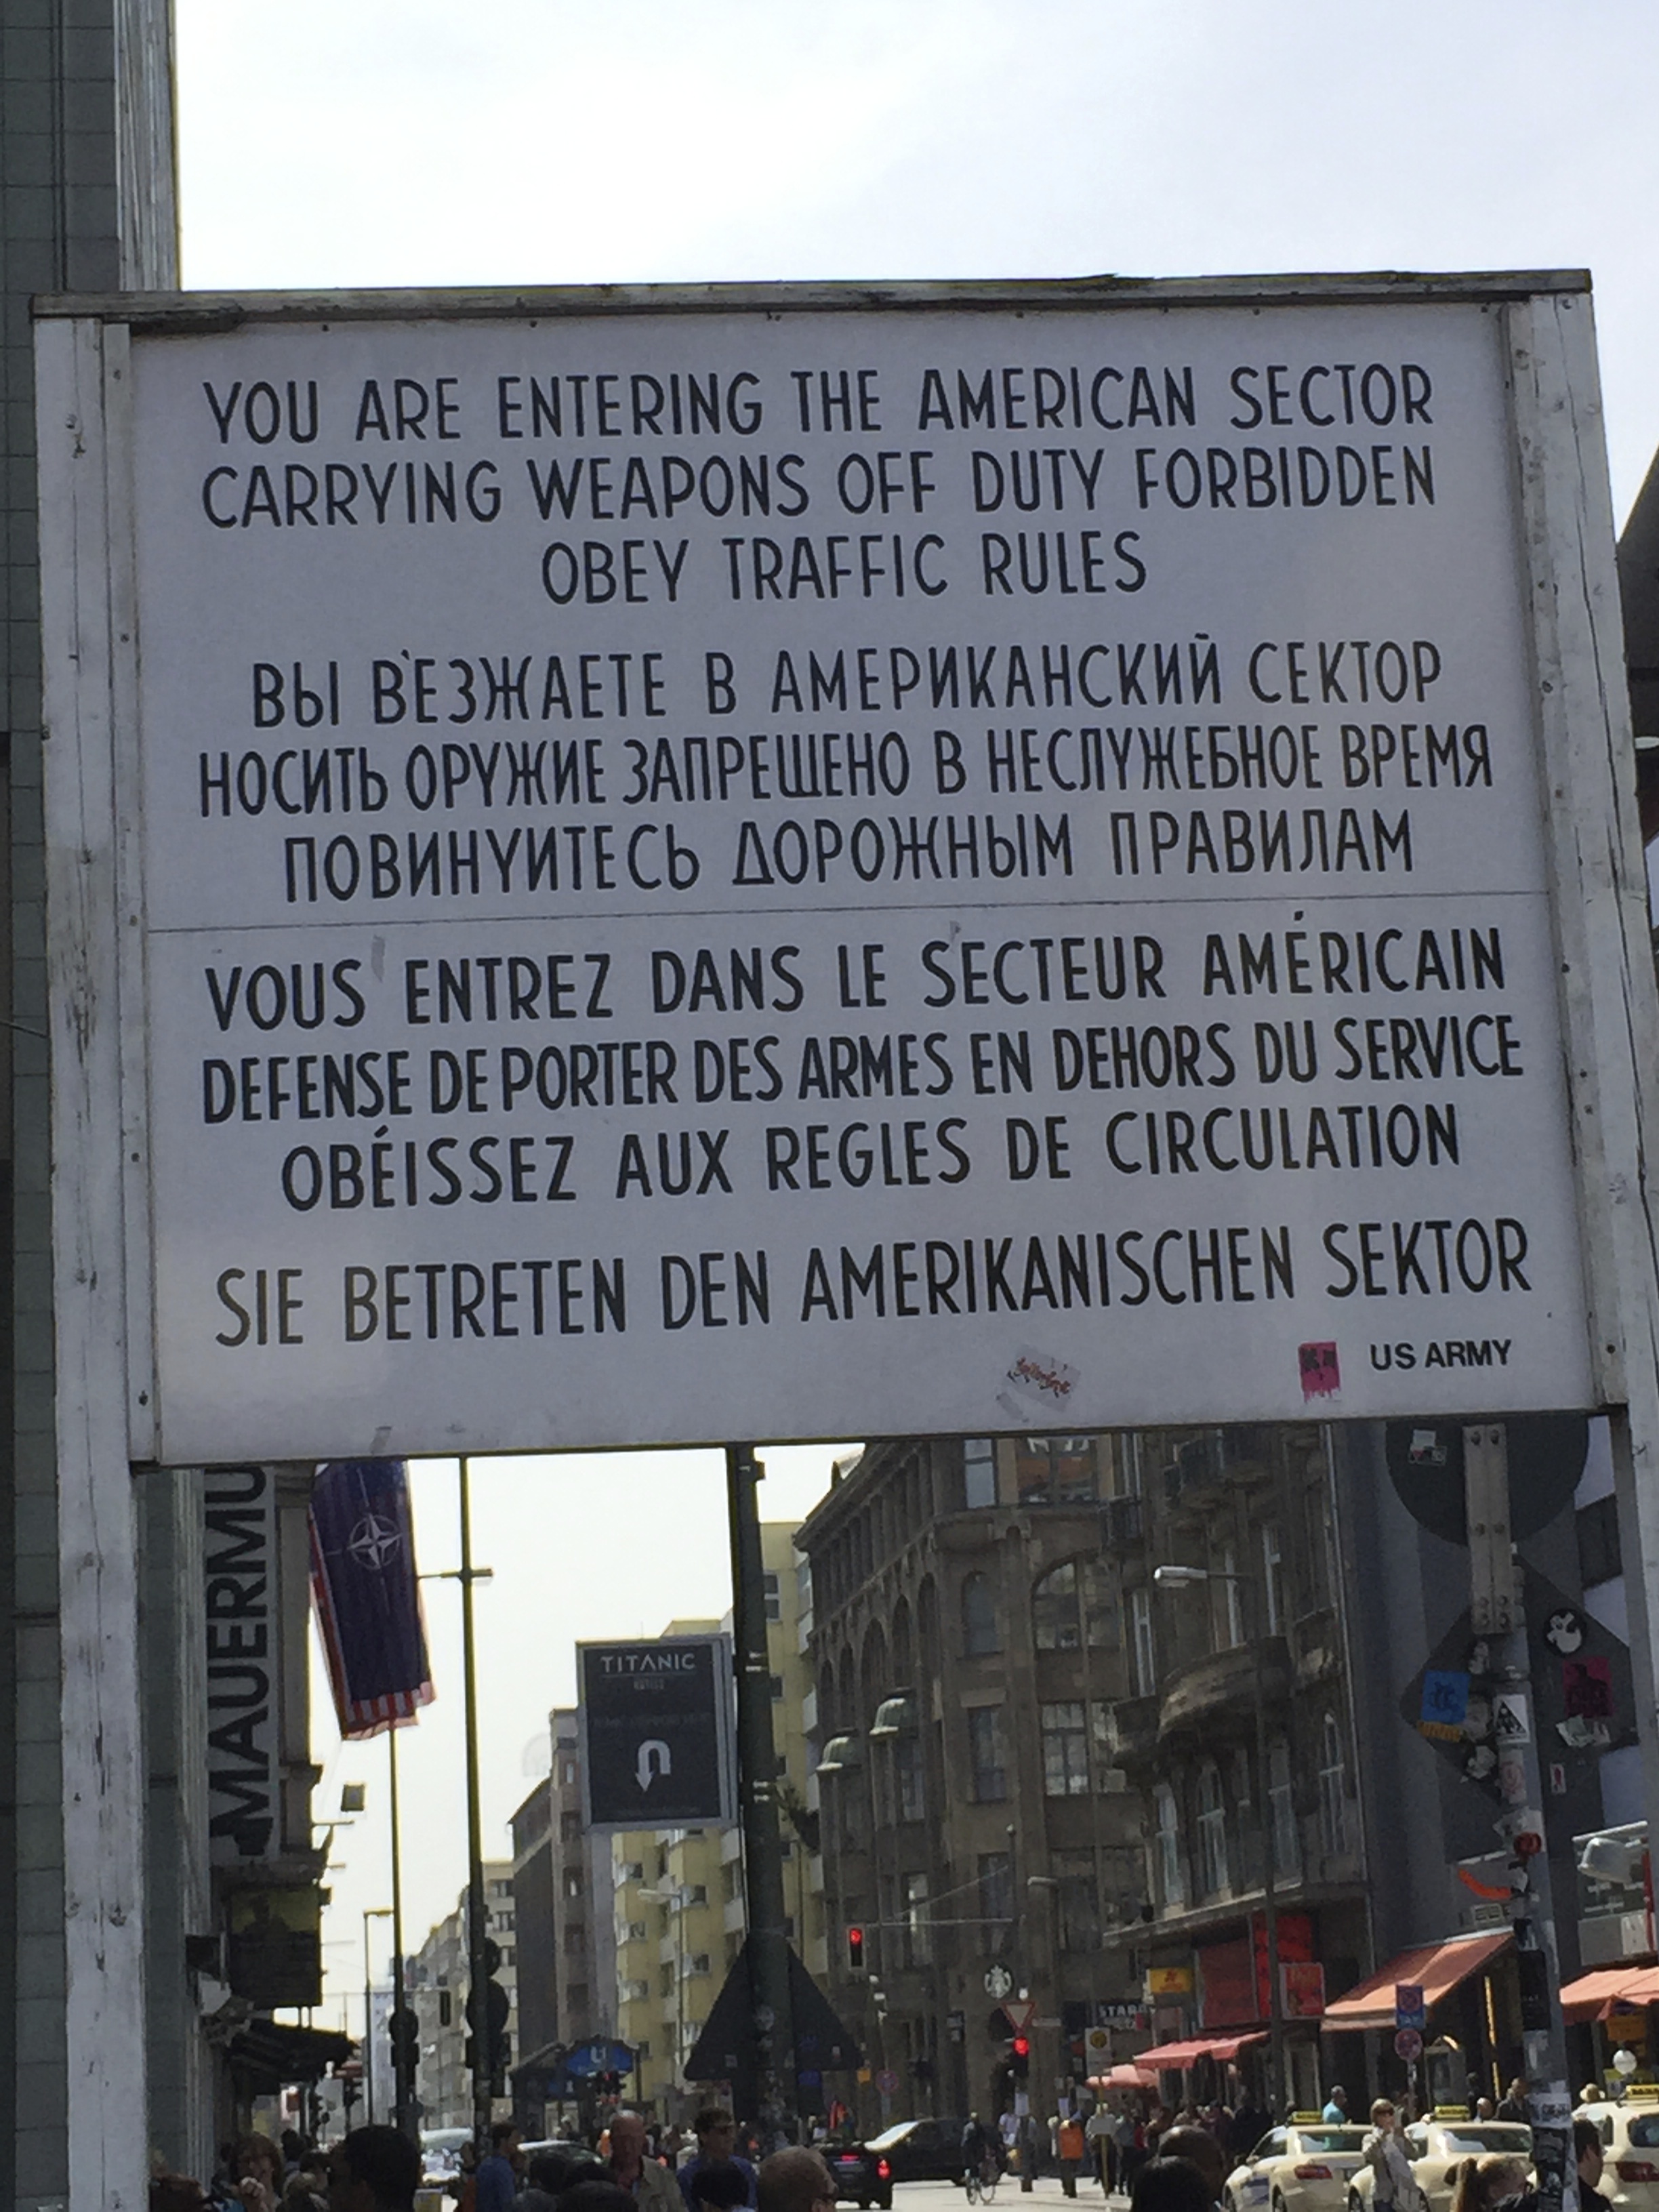 YOU ARE ENTERING THE AMERICAN SECTOR
CARRYING WEAPONS OFF DUTY FORBIDDEN
OBEY TRAFFIC RULES
ВЫ В'ЕЗЖАЕТЕ В АМЕРИКАНСКИЙ СЕКТОР
НОСИТЬ ОРУЖИЕ ЗАПРЕШЕНО В НЕСЛУЖЕБНОЕ ВРЕМЯ
ПОВИНУИТЕСЬ ДОРОЖНЫМ ПРАВИЛАМ
VOUS ENTREZ DANS LE SECTEUR AMÉRICAIN
DEFENSE DE PORTER DES ARMES EN DEHORS DU SERVICE
OBÉISSEZ AUX REGLES DE CIRCULATION
SIE BETRETEN DEN AMERIKANISCHEN SEKTOR
US ARMY
MAUERMU
TITANIC